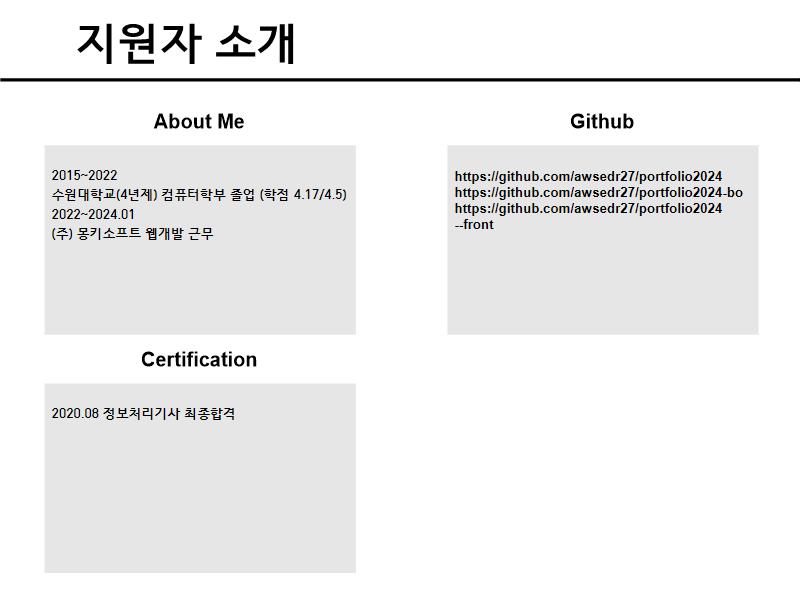 지원자 소개
About Me
2015~2022
수원대학교(4년제) 컴퓨터학부 졸업 (학점 4.17/4.5)
2022~2024.01
(주) 몽키소프트 웹개발 근무
Github
https://github.com/awsedr27/portfolio2024
https://github.com/awsedr27/portfolio2024-bo
https://github.com/awsedr27/portfolio2024
--front
Certification
2020.08 정보처리기사 최종합격